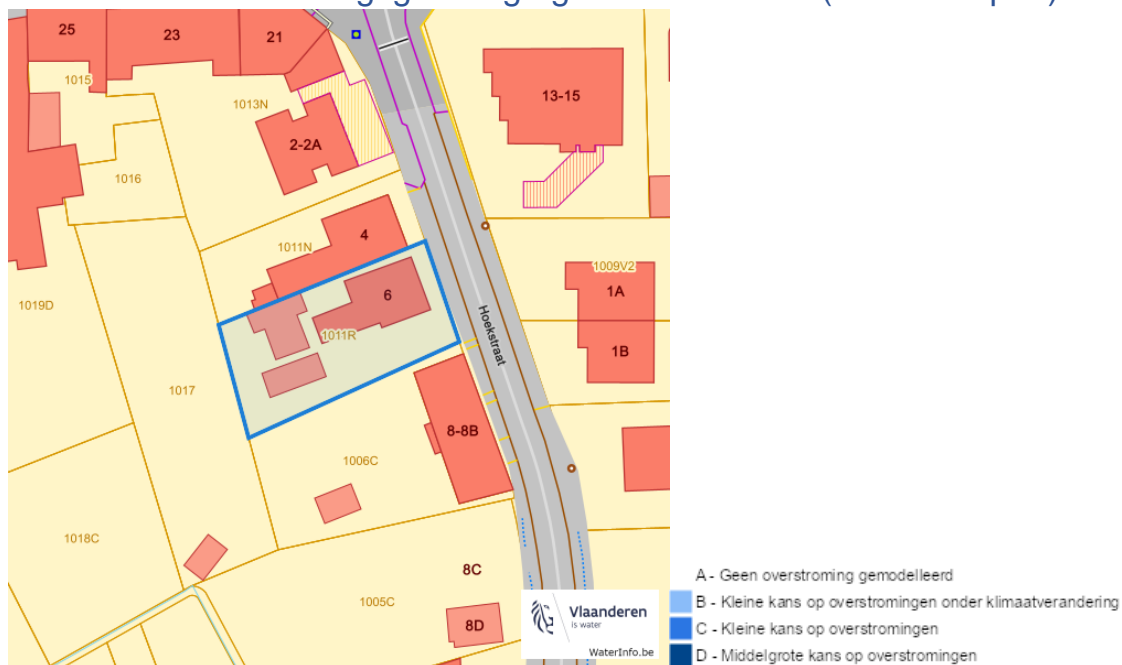 25
23
21
1015
1013N
13-15
2-2A
1016
4
1011N
1009V2
6
1A
1019D
Hoekstraat
1011R
1B
1017
8-8B
1006C
1018C
8C
1005C
8D
Vlaanderen
is water
WaterInfo.be
A - Geen overstroming gemodelleerd
B - Kleine kans op overstromingen onder klimaatverandering
C - Kleine kans op overstromingen
D - Middelgrote kans op overstromingen